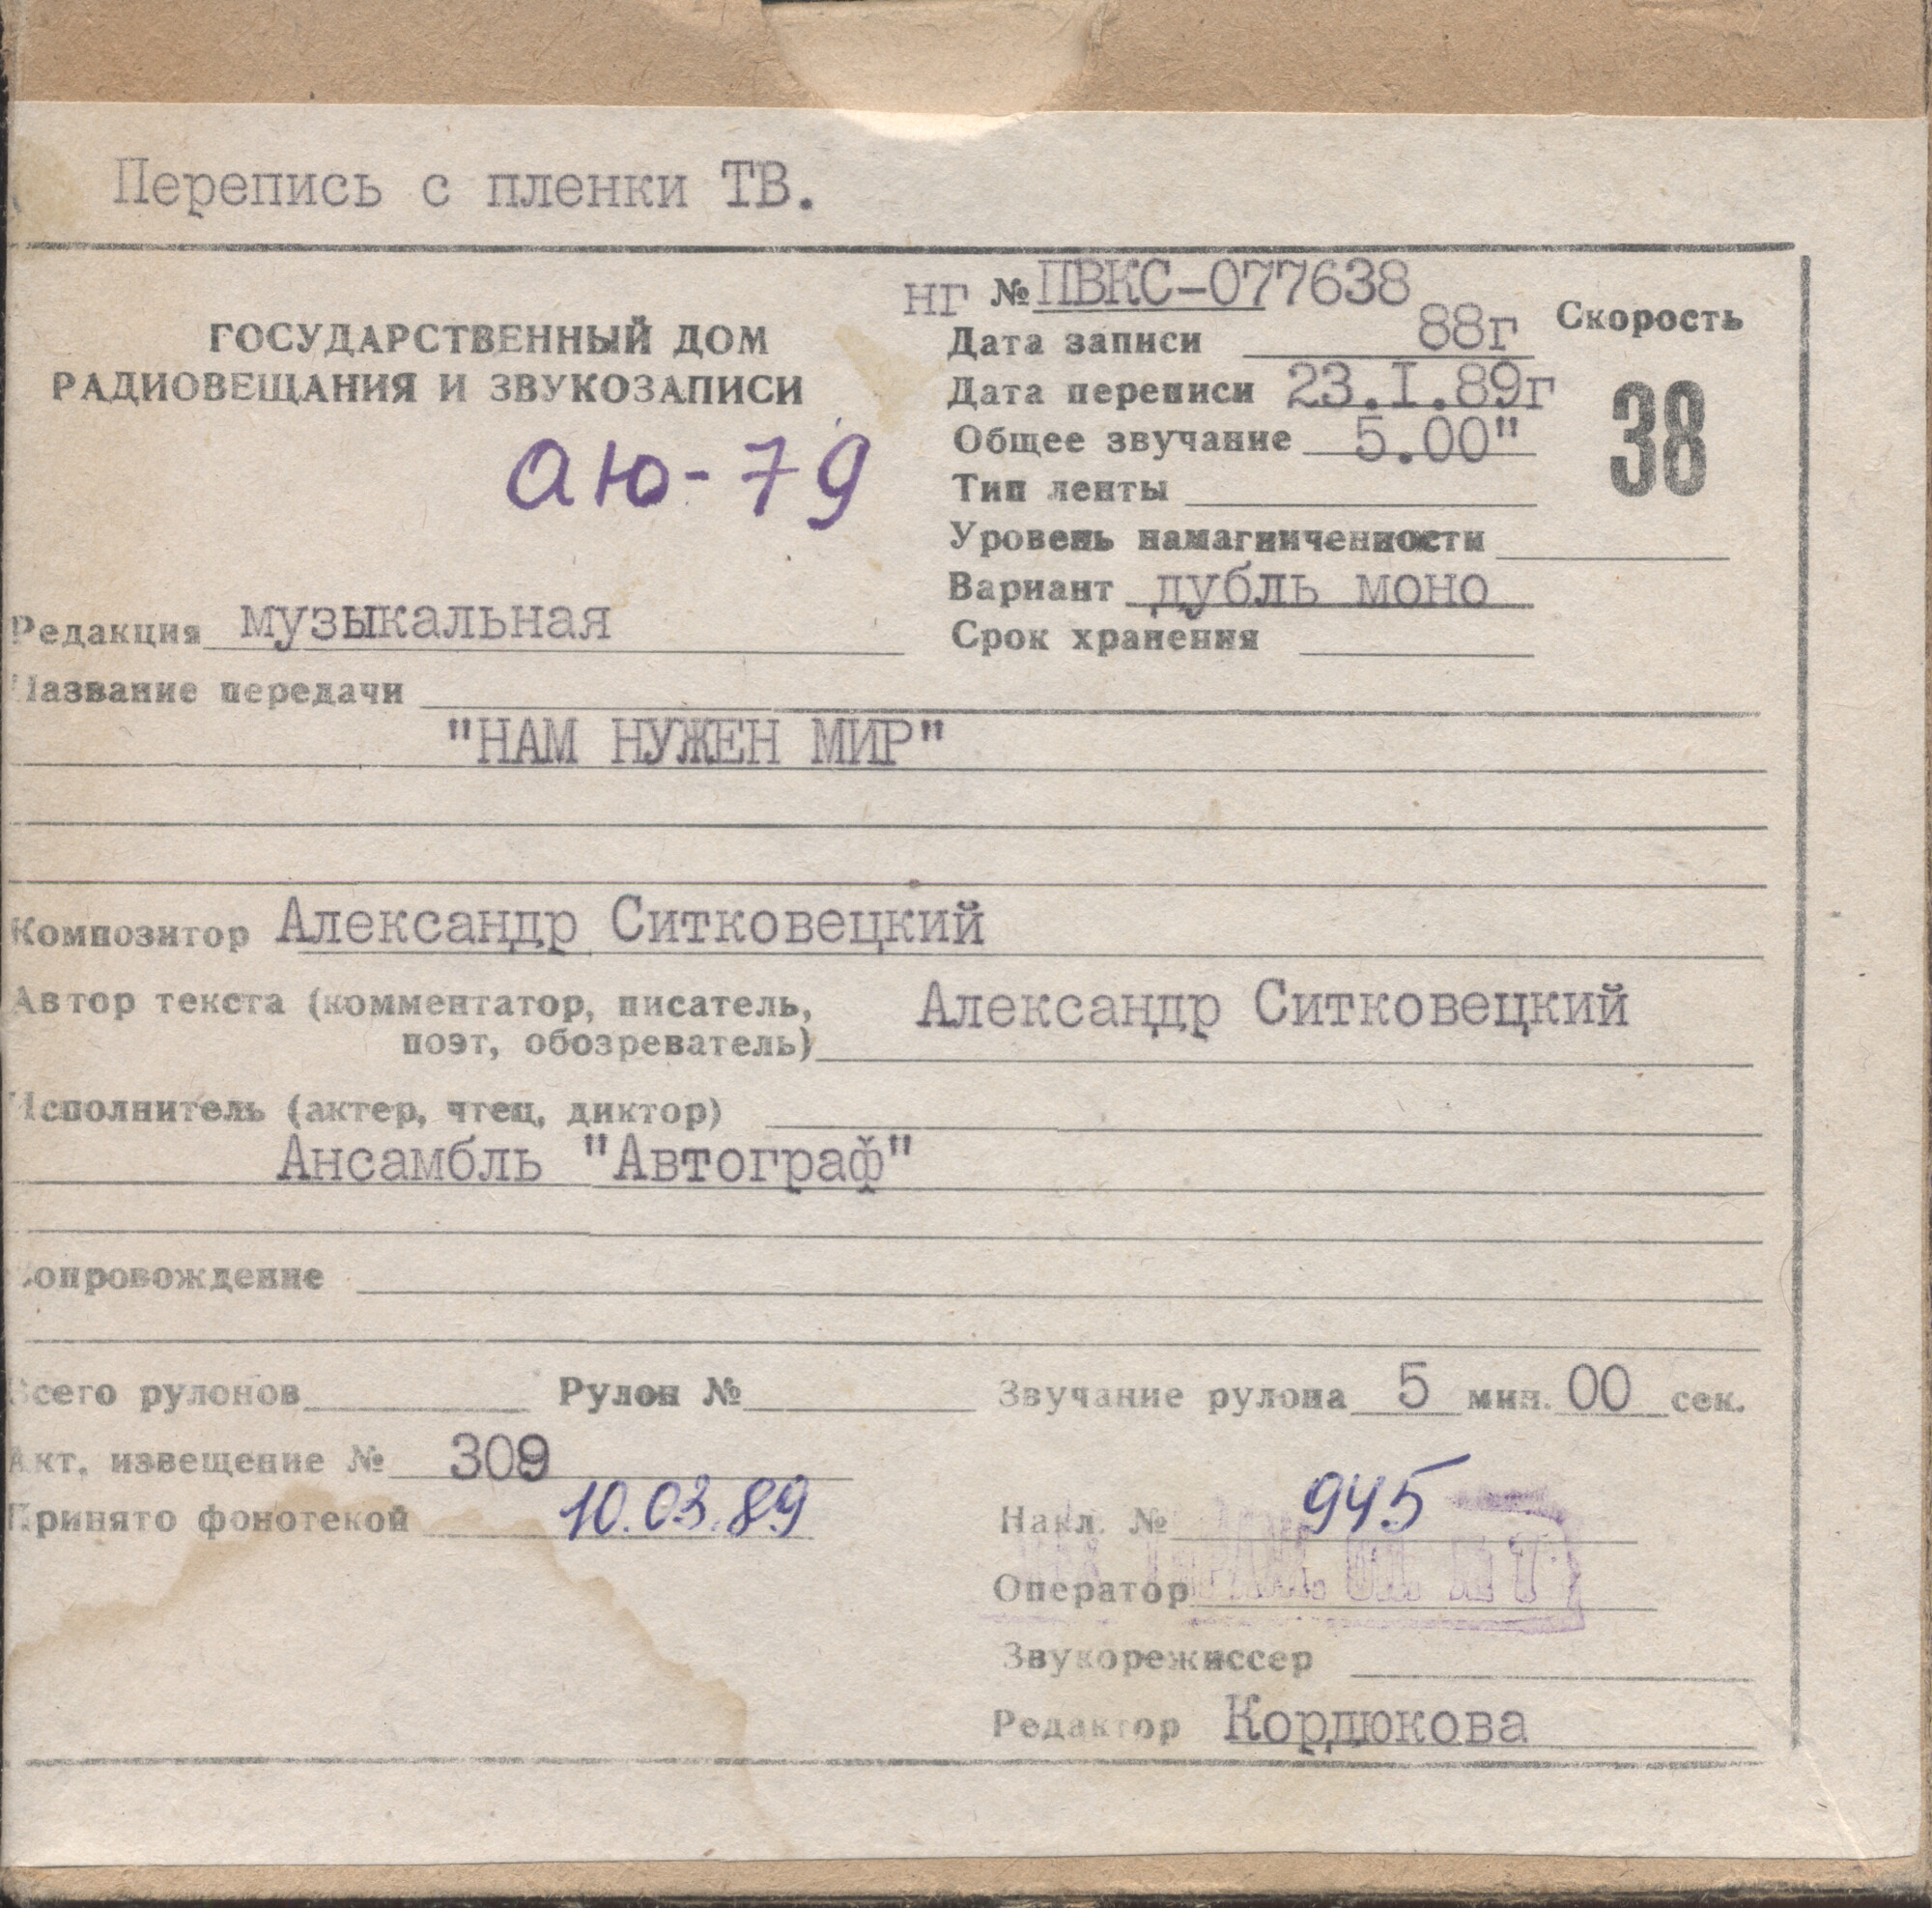 Перепись с пленки ТВ.
ГОСУДАРСТВЕННЫЙ ДОМ
РАДИОВЕЩАНИЯ И ЗВУКОЗАПИСИ
аю-79
нг № ПВКС-077638
Дата записи 88г
Дата переписи 23.I.89г
Общее звучание 5.00"
Тип ленты
Уровень намагниченности
Вариант дубль моно
Срок хранения
Скорость
38
Редакция музыкальная
Название передачи
"НАМ НУЖЕН МИР"
Композитор Александр Ситковецкий
Автор текста (комментатор, писатель,
поэт, обозреватель) Александр Ситковецкий
Исполнитель (актер, чтец, диктор)
Ансамбль "Автограф"
Сопровождение
Всего рулонов Рулон № Звучание рулона 5 мин. 00 сек.
Акт. извещение № 309
Принято фонотекой 10.03.89
Накл. № 945
Оператор
Звукорежиссер
Редактор Кордюкова